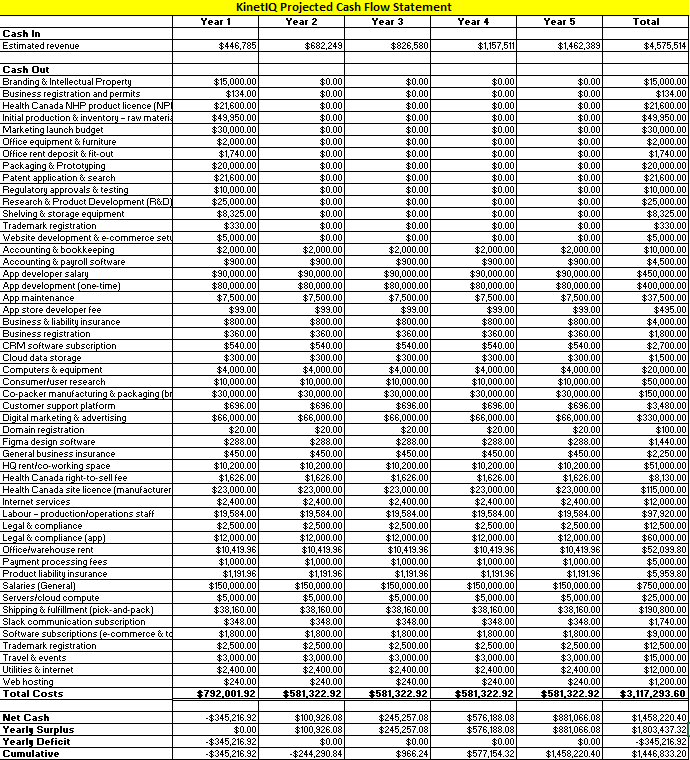 KinetIQ Projected Cash Flow Statement
Year 1 Year 2 Year 3 Year 4 Year 5 Total
Cash In
Estimated revenue $446,785 $682,249 $826,580 $1,157,511 $1,462,389 $4,575,514
Cash Out
Branding & Intellectual Property $15,000.00 $0.00 $0.00 $0.00 $0.00 $15,000.00
Business registration and permits $134.00 $0.00 $0.00 $0.00 $0.00 $134.00
Health Canada NHP product licence (NPI $21,600.00 $0.00 $0.00 $0.00 $0.00 $21,600.00
Initial production & inventory – raw materia $49,950.00 $0.00 $0.00 $0.00 $0.00 $49,950.00
Marketing launch budget $30,000.00 $0.00 $0.00 $0.00 $0.00 $30,000.00
Office equipment & furniture $2,000.00 $0.00 $0.00 $0.00 $0.00 $2,000.00
Office rent deposit & fit-out $1,740.00 $0.00 $0.00 $0.00 $0.00 $1,740.00
Packaging & Prototyping $20,000.00 $0.00 $0.00 $0.00 $0.00 $20,000.00
Patent application & search $21,600.00 $0.00 $0.00 $0.00 $0.00 $21,600.00
Regulatory approvals & testing $10,000.00 $0.00 $0.00 $0.00 $0.00 $10,000.00
Research & Product Development (R&D) $25,000.00 $0.00 $0.00 $0.00 $0.00 $25,000.00
Shelving & storage equipment $8,325.00 $0.00 $0.00 $0.00 $0.00 $8,325.00
Trademark registration $330.00 $0.00 $0.00 $0.00 $0.00 $330.00
Website development & e-commerce setu $5,000.00 $0.00 $0.00 $0.00 $0.00 $5,000.00
Accounting & bookkeeping $2,000.00 $2,000.00 $2,000.00 $2,000.00 $2,000.00 $10,000.00
Accounting & payroll software $900.00 $900.00 $900.00 $900.00 $900.00 $4,500.00
App developer salary $90,000.00 $90,000.00 $90,000.00 $90,000.00 $90,000.00 $450,000.00
App development (one-time) $80,000.00 $80,000.00 $80,000.00 $80,000.00 $80,000.00 $400,000.00
App maintenance $7,500.00 $7,500.00 $7,500.00 $7,500.00 $7,500.00 $37,500.00
App store developer fee $99.00 $99.00 $99.00 $99.00 $99.00 $495.00
Business & liability insurance $800.00 $800.00 $800.00 $800.00 $800.00 $4,000.00
Business registration $360.00 $360.00 $360.00 $360.00 $360.00 $1,800.00
CRM software subscription $540.00 $540.00 $540.00 $540.00 $540.00 $2,700.00
Cloud data storage $300.00 $300.00 $300.00 $300.00 $300.00 $1,500.00
Computers & equipment $4,000.00 $4,000.00 $4,000.00 $4,000.00 $4,000.00 $20,000.00
Consumer/user research $10,000.00 $10,000.00 $10,000.00 $10,000.00 $10,000.00 $50,000.00
Co-packer manufacturing & packaging (br $30,000.00 $30,000.00 $30,000.00 $30,000.00 $30,000.00 $150,000.00
Customer support platform $696.00 $696.00 $696.00 $696.00 $696.00 $3,480.00
Digital marketing & advertising $66,000.00 $66,000.00 $66,000.00 $66,000.00 $66,000.00 $330,000.00
Domain registration $20.00 $20.00 $20.00 $20.00 $20.00 $100.00
Figma design software $288.00 $288.00 $288.00 $288.00 $288.00 $1,440.00
General business insurance $450.00 $450.00 $450.00 $450.00 $450.00 $2,250.00
HQ rent/co-working space $10,200.00 $10,200.00 $10,200.00 $10,200.00 $10,200.00 $51,000.00
Health Canada right-to-sell fee $1,626.00 $1,626.00 $1,626.00 $1,626.00 $1,626.00 $8,130.00
Health Canada site licence (manufacturer $23,000.00 $23,000.00 $23,000.00 $23,000.00 $23,000.00 $115,000.00
Internet services $2,400.00 $2,400.00 $2,400.00 $2,400.00 $2,400.00 $12,000.00
Labour – production/operations staff $19,584.00 $19,584.00 $19,584.00 $19,584.00 $19,584.00 $97,920.00
Legal & compliance $2,500.00 $2,500.00 $2,500.00 $2,500.00 $2,500.00 $12,500.00
Legal & compliance (app) $12,000.00 $12,000.00 $12,000.00 $12,000.00 $12,000.00 $60,000.00
Office/warehouse rent $10,419.96 $10,419.96 $10,419.96 $10,419.96 $10,419.96 $52,099.80
Payment processing fees $1,000.00 $1,000.00 $1,000.00 $1,000.00 $1,000.00 $5,000.00
Product liability insurance $1,191.96 $1,191.96 $1,191.96 $1,191.96 $1,191.96 $5,959.80
Salaries (General) $150,000.00 $150,000.00 $150,000.00 $150,000.00 $150,000.00 $750,000.00
Servers/cloud compute $5,000.00 $5,000.00 $5,000.00 $5,000.00 $5,000.00 $25,000.00
Shipping & fulfillment (pick-and-pack) $38,160.00 $38,160.00 $38,160.00 $38,160.00 $38,160.00 $190,800.00
Slack communication subscription $348.00 $348.00 $348.00 $348.00 $348.00 $1,740.00
Software subscriptions (e-commerce & to $1,800.00 $1,800.00 $1,800.00 $1,800.00 $1,800.00 $9,000.00
Trademark registration $2,500.00 $2,500.00 $2,500.00 $2,500.00 $2,500.00 $12,500.00
Travel & events $3,000.00 $3,000.00 $3,000.00 $3,000.00 $3,000.00 $15,000.00
Utilities & internet $2,400.00 $2,400.00 $2,400.00 $2,400.00 $2,400.00 $12,000.00
Web hosting $240.00 $240.00 $240.00 $240.00 $240.00 $1,200.00
Total Costs $792,001.92 $581,322.92 $581,322.92 $581,322.92 $581,322.92 $3,117,293.60
Net Cash -$345,216.92 $100,926.08 $245,257.08 $576,188.08 $881,066.08 $1,458,220.40
Yearly Surplus $0.00 $100,926.08 $245,257.08 $576,188.08 $881,066.08 $1,803,437.32
Yearly Deficit -$345,216.92 $0.00 $0.00 $0.00 $0.00 -$345,216.92
Cumulative -$345,216.92 -$244,290.84 $966.24 $577,154.32 $1,458,220.40 $1,446,833.20